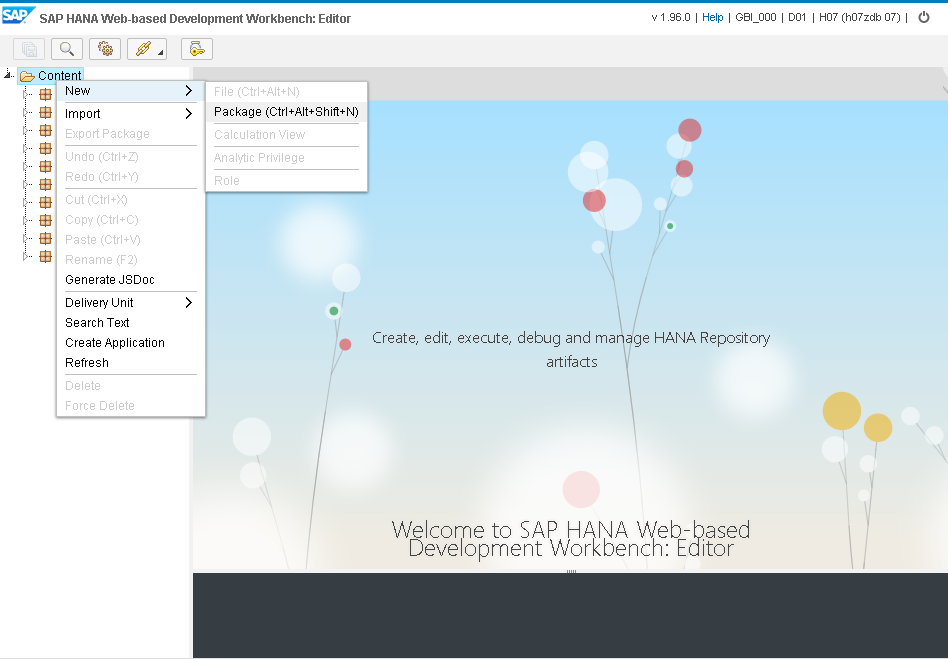 SAP SAP HANA Web-based Development Workbench: Editor
v 1.96.0 | Help | GBI_000 | D01 | H07 (h07zdb 07) |
Content
New
Import
Export Package
Undo (Ctrl+Z)
Redo (Ctrl+Y)
Cut (Ctrl+X)
Copy (Ctrl+C)
Paste (Ctrl+V)
Rename (F2)
Generate JSDoc
Delivery Unit
Search Text
Create Application
Refresh
Delete
Force Delete
File (Ctrl+Alt+N)
Package (Ctrl+Alt+Shift+N)
Calculation View
Analytic Privilege
Role
Create, edit, execute, debug and manage HANA Repository
artifacts
Welcome to SAP HANA Web-based
Development Workbench: Editor